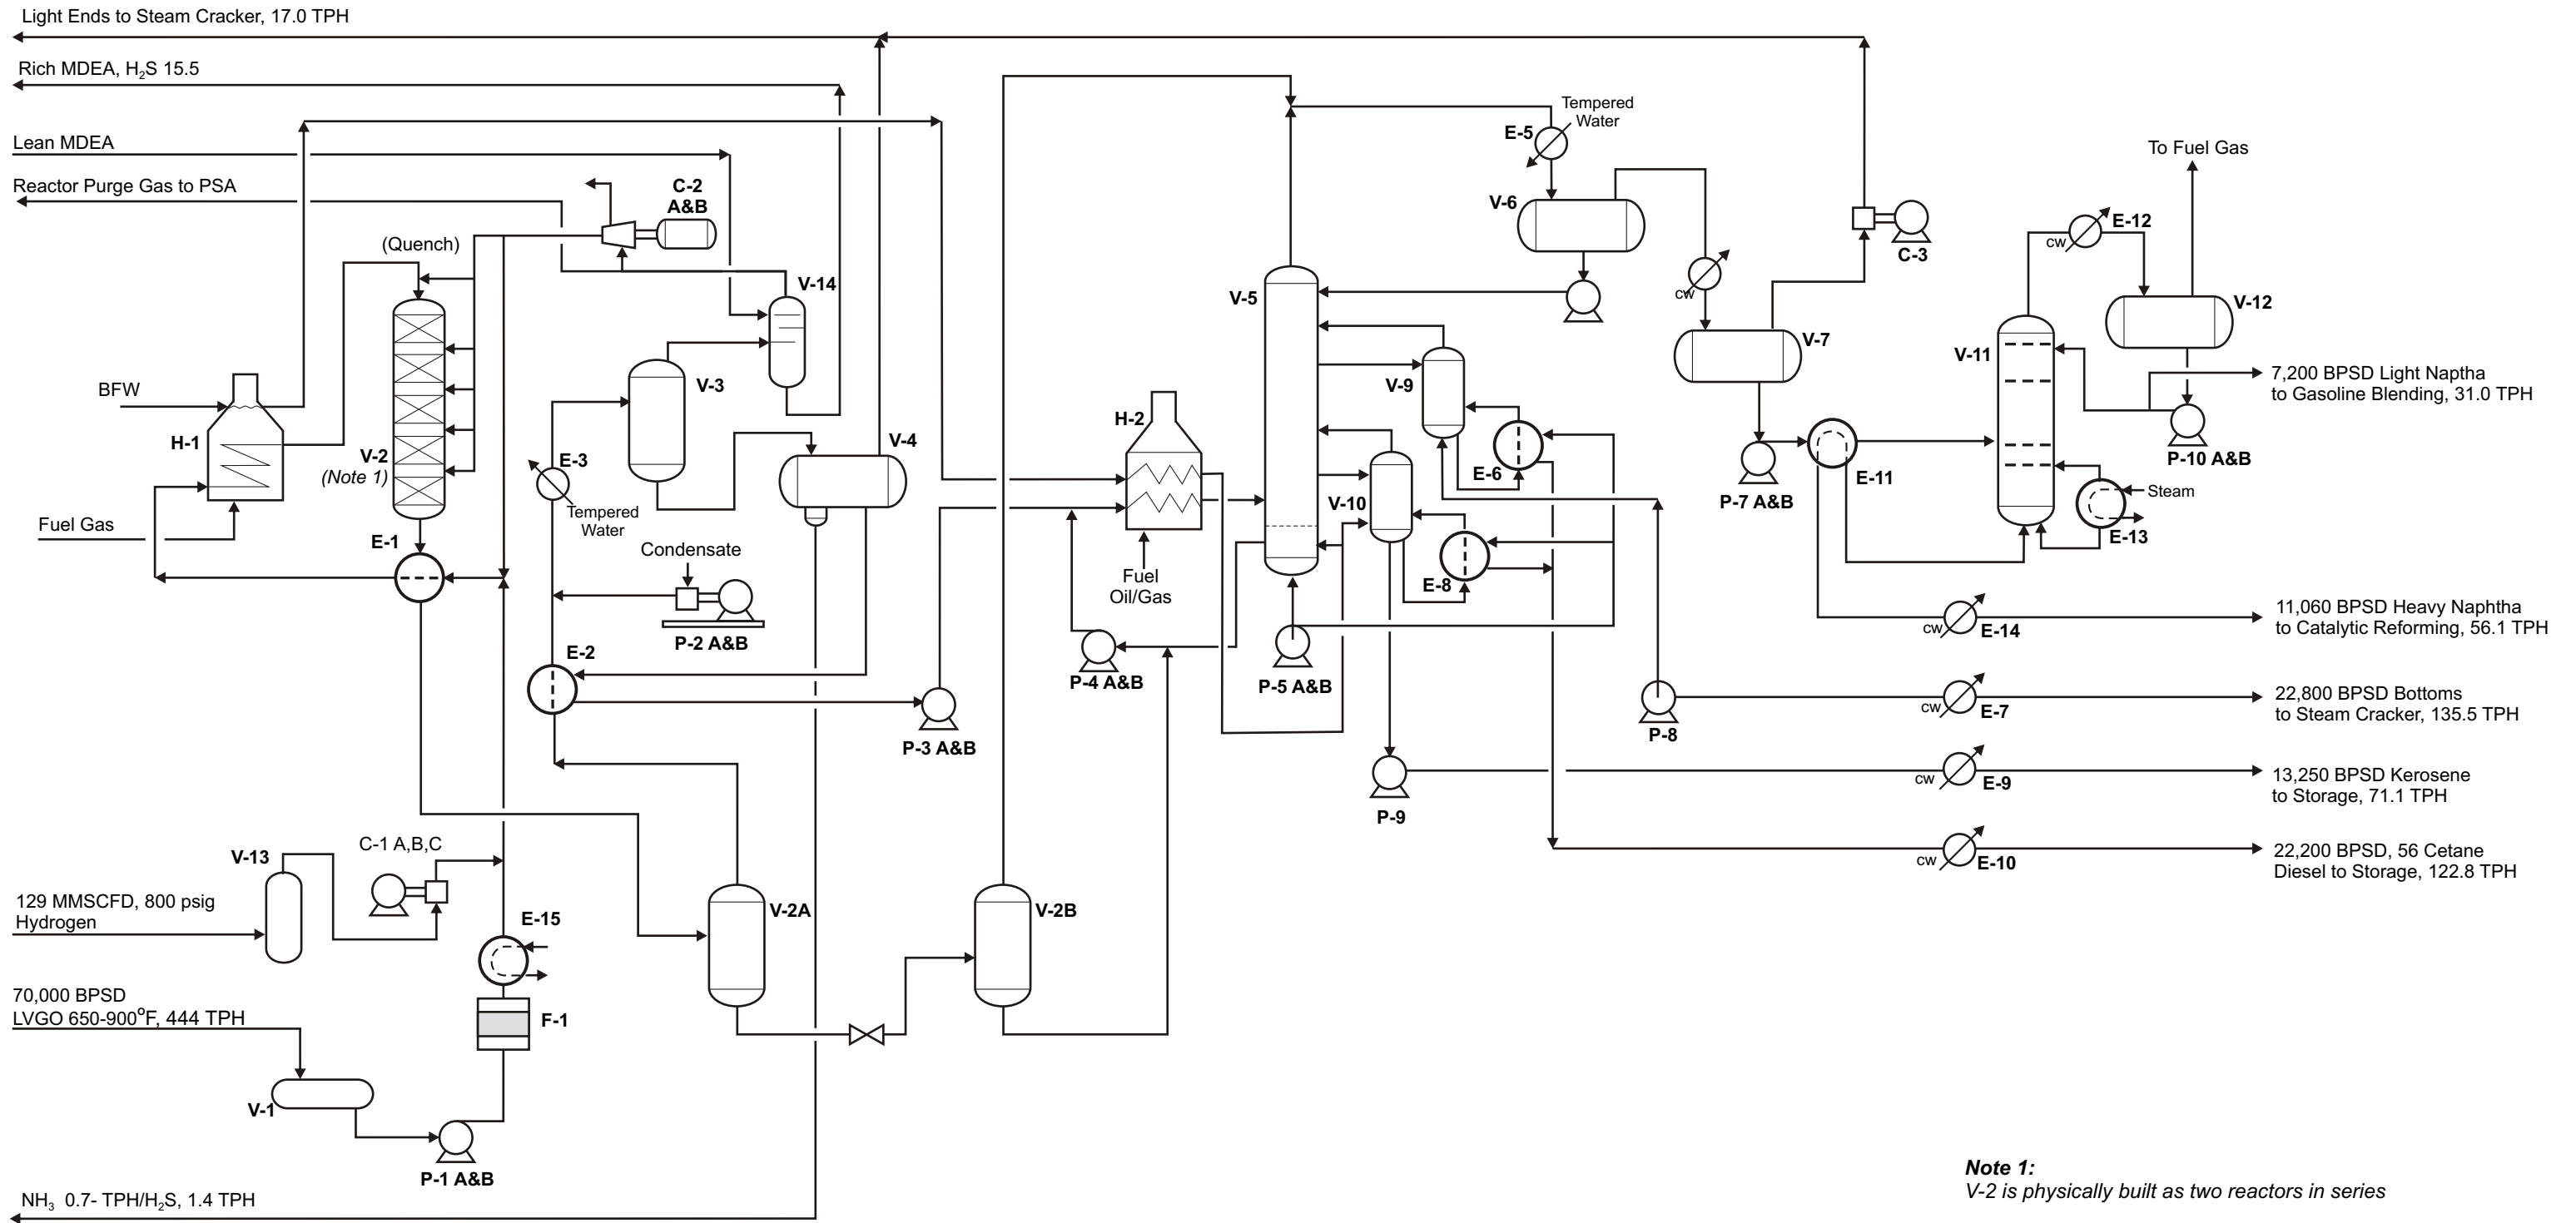 Light Ends to Steam Cracker, 17.0 TPH
Rich MDEA, H₂S 15.5
Lean MDEA
Reactor Purge Gas to PSA
C-2
A&B
(Quench)
V-14
BFW
H-1
V-2
(Note 1)
V-3
V-4
E-3
Tempered
Water
Fuel Gas
E-1
Condensate
P-2 A&B
E-2
P-3 A&B
C-1 A,B,C
V-13
129 MMSCFD, 800 psig
Hydrogen
E-15
V-2A
V-2B
70,000 BPSD
LVGO 650-900°F, 444 TPH
F-1
V-1
P-1 A&B
NH₃ 0.7- TPH/H₂S, 1.4 TPH
Tempered
Water
E-5
V-6
V-5
cw
V-7
C-3
V-9
E-6
V-10
E-8
H-2
Fuel
Oil/Gas
P-4 A&B
P-5 A&B
P-8
P-9
P-7 A&B
E-11
To Fuel Gas
E-12
cw
V-12
V-11
P-10 A&B
Steam
E-13
7,200 BPSD Light Naptha
to Gasoline Blending, 31.0 TPH
cw
E-14
11,060 BPSD Heavy Naphtha
to Catalytic Reforming, 56.1 TPH
cw
E-7
22,800 BPSD Bottoms
to Steam Cracker, 135.5 TPH
cw
E-9
13,250 BPSD Kerosene
to Storage, 71.1 TPH
cw
E-10
22,200 BPSD, 56 Cetane
Diesel to Storage, 122.8 TPH
Note 1:
V-2 is physically built as two reactors in series